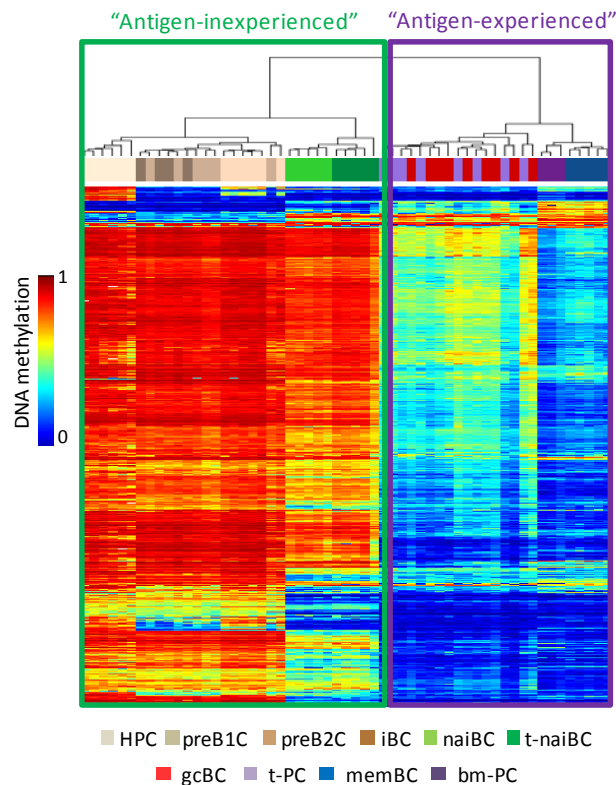 “Antigen-inexperienced” “Antigen-experienced”
DNA methylation
1
0
HPC preB1C preB2C iBC naiBC t-naiBC
gcBC t-PC memBC bm-PC